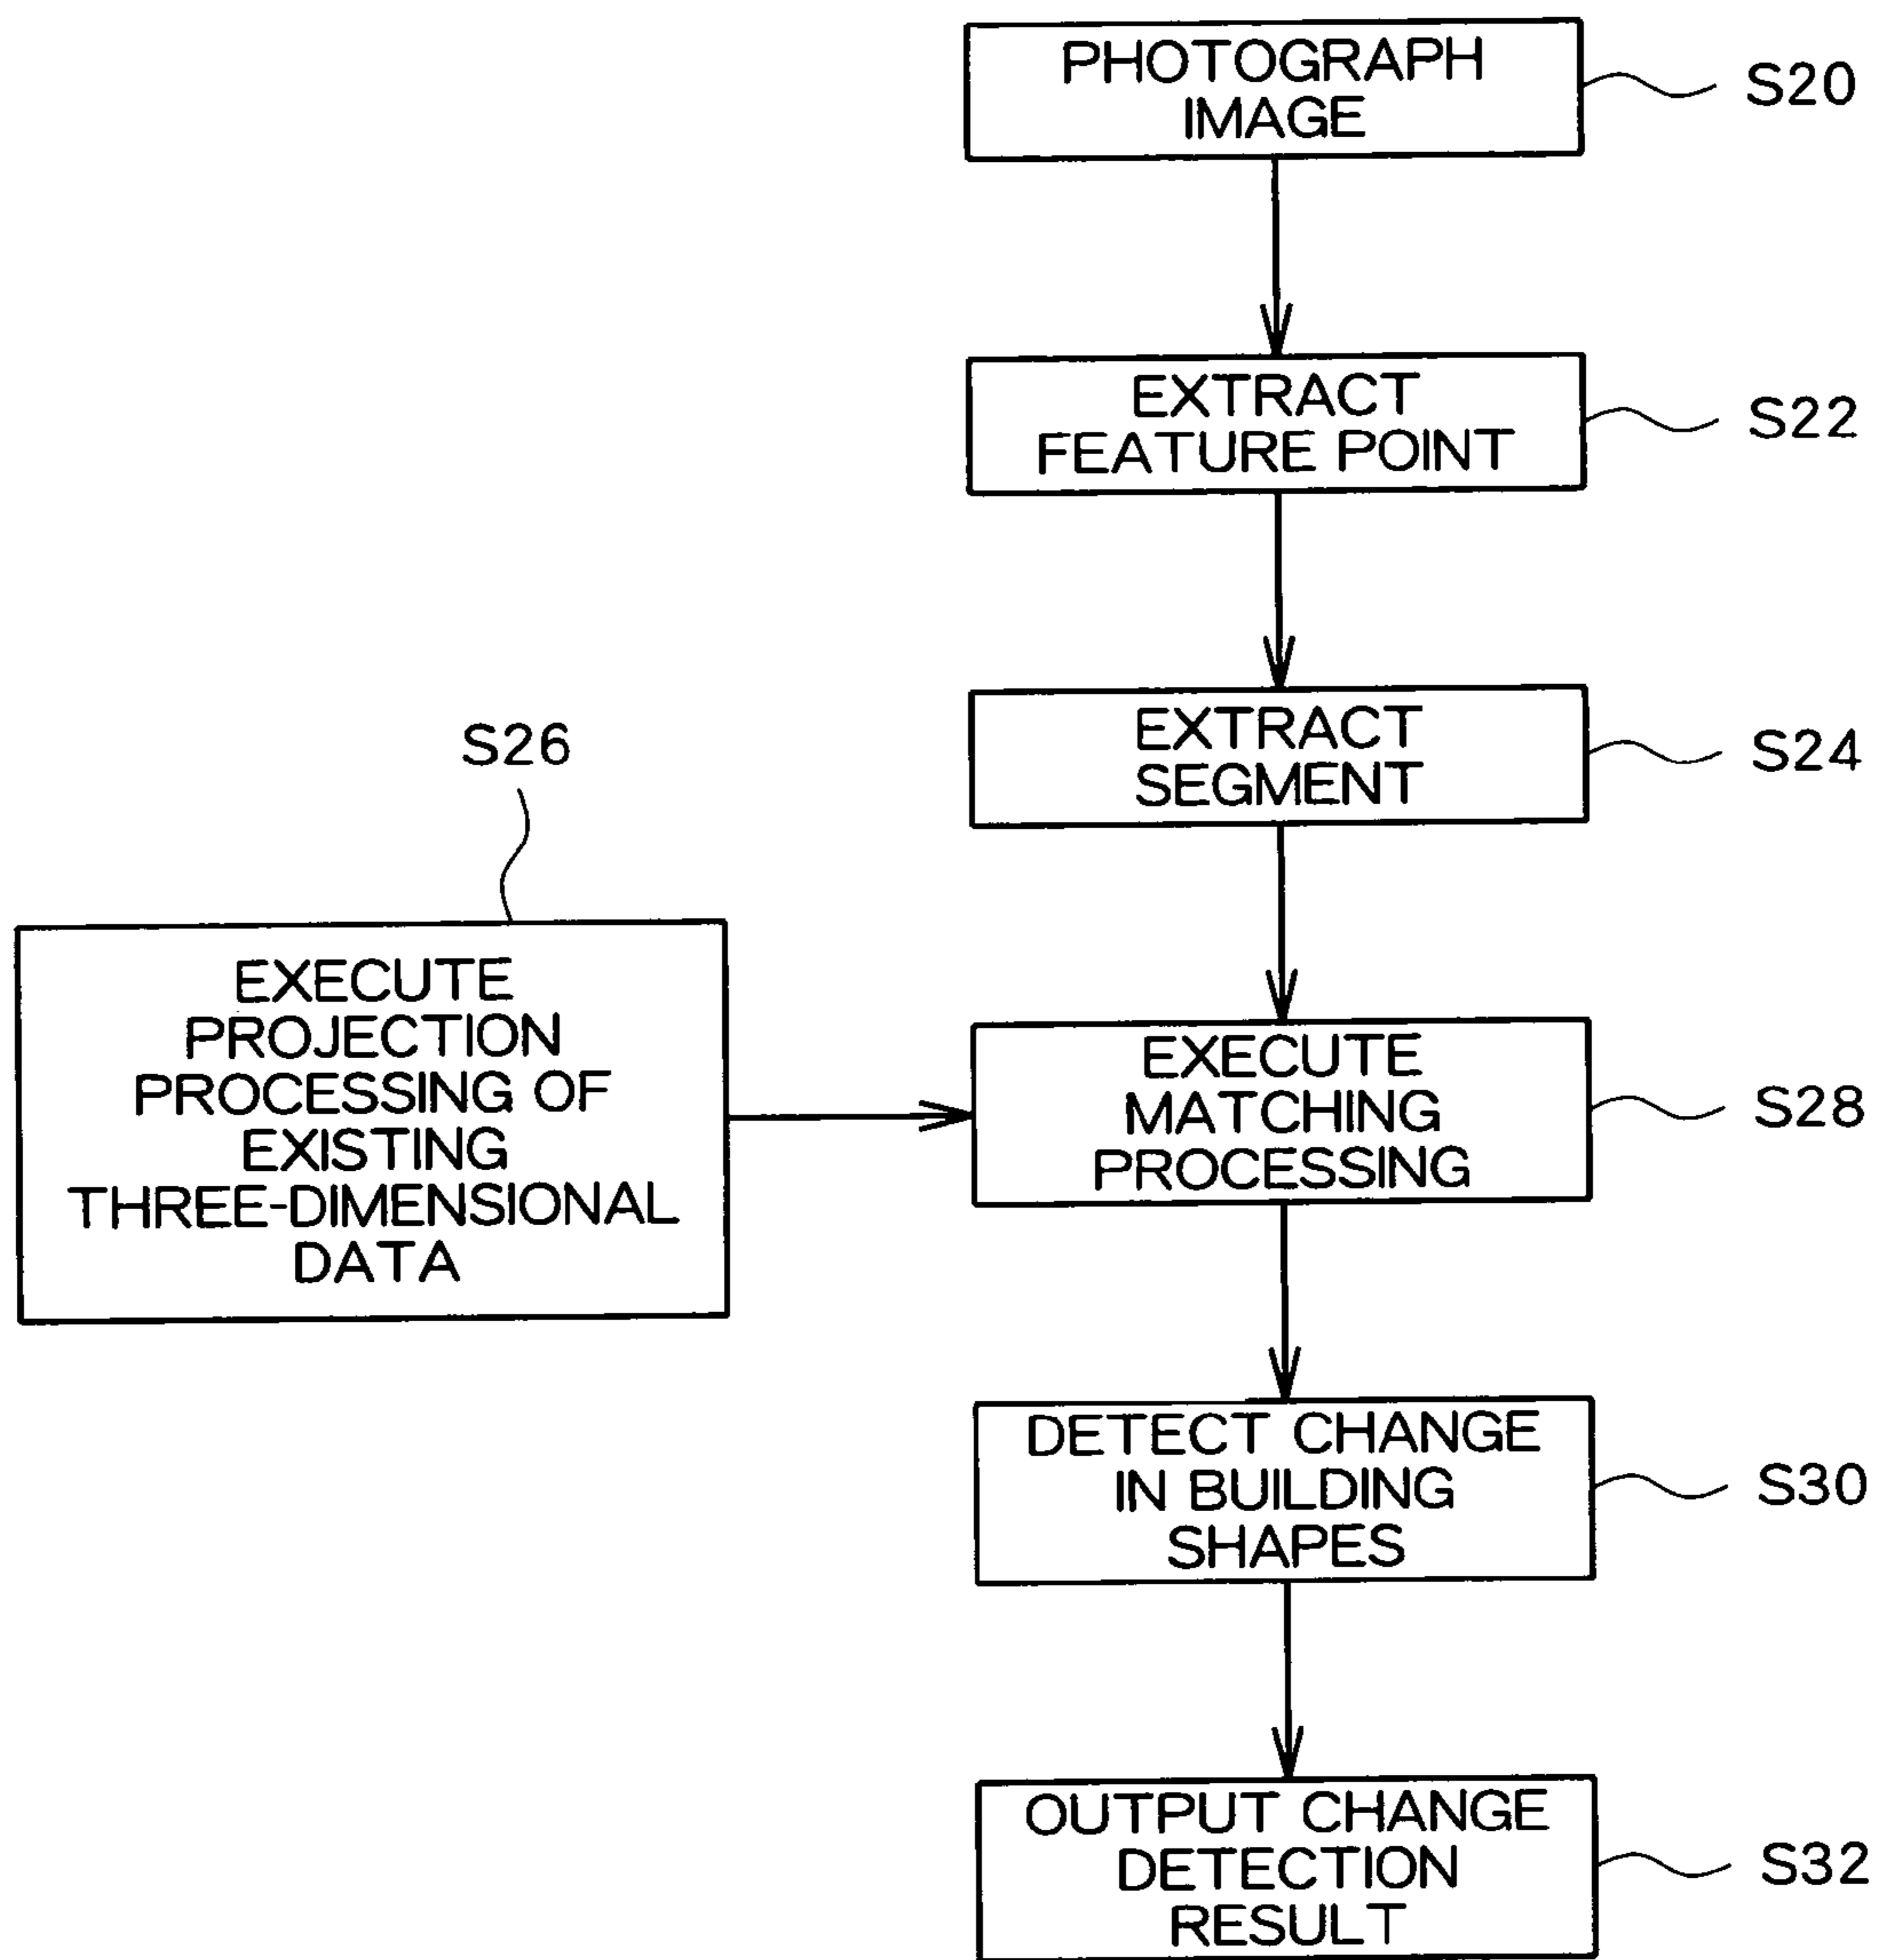 PHOTOGRAPH
IMAGE
S20
EXTRACT
FEATURE POINT
S22
EXTRACT
SEGMENT
S24
S26
EXECUTE
PROJECTION
PROCESSING OF
EXISTING
THREE-DIMENSIONAL
DATA
EXECUTE
MATCHING
PROCESSING
S28
DETECT CHANGE
IN BUILDING
SHAPES
S30
OUTPUT CHANGE
DETECTION
RESULT
S32